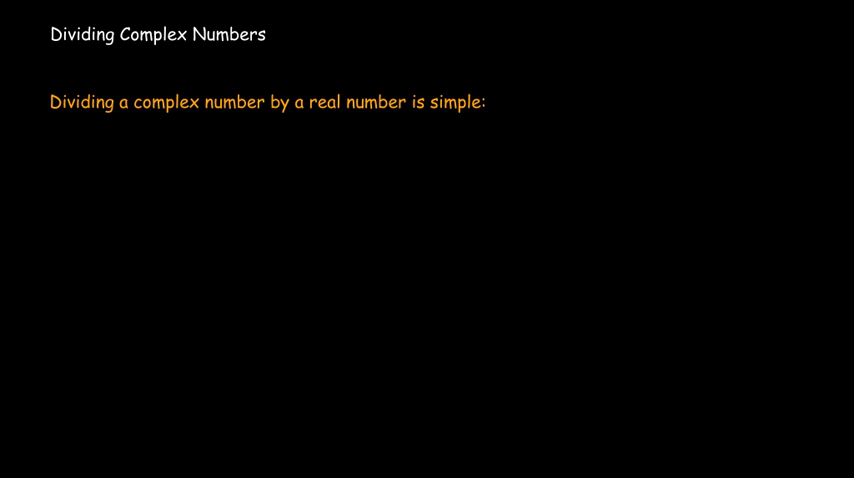 Dividing Complex Numbers
Dividing a complex number by a real number is simple: